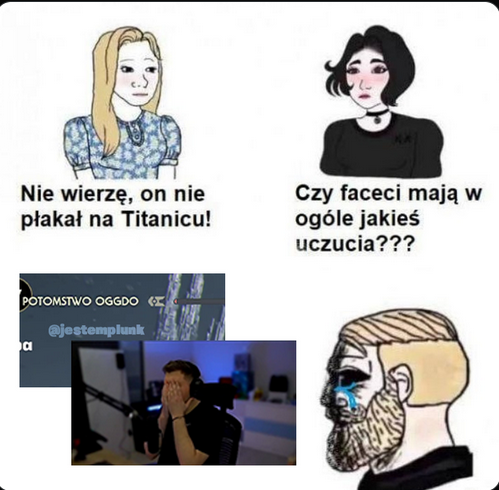 Nie wierzę, on nie
płakał na Titanicu!
Czy faceci mają w
ogóle jakieś
uczucia???
POTOMSTWO OGGDO
@jestemplunk